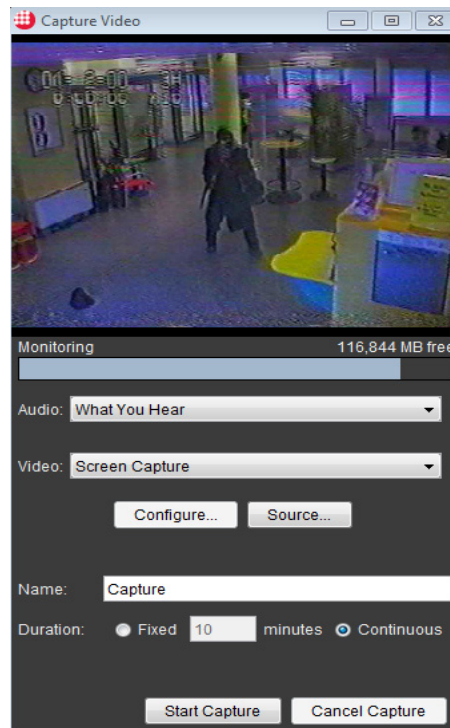 Capture Video
Monitoring 116,844 MB free
Audio: What You Hear
Video: Screen Capture
Configure... Source...
Name: Capture
Duration: Fixed 10 minutes Continuous
Start Capture Cancel Capture